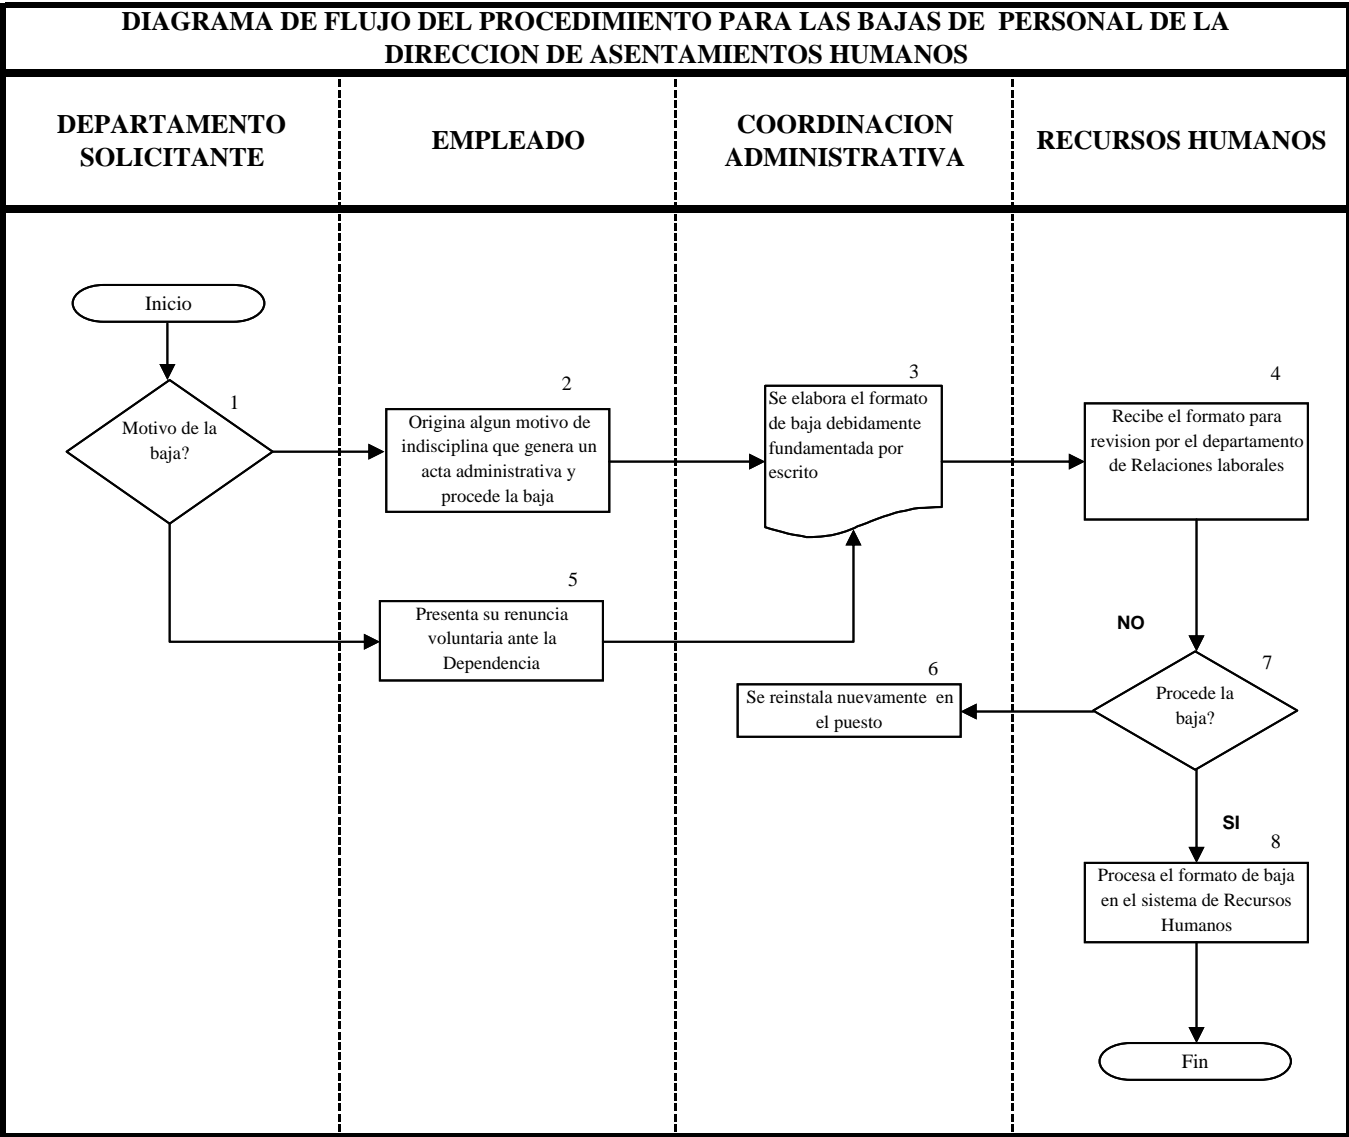 DIAGRAMA DE FLUJO DEL PROCEDIMIENTO PARA LAS BAJAS DE PERSONAL DE LA
DIRECCION DE ASENTAMIENTOS HUMANOS
DEPARTAMENTO
SOLICITANTE
EMPLEADO
COORDINACION
ADMINISTRATIVA
RECURSOS HUMANOS
Inicio
1
Motivo de la
baja?
2
Origina algun motivo de
indisciplina que genera un
acta administrativa y
procede la baja
3
Se elabora el formato
de baja debidamente
fundamentada por
escrito
4
Recibe el formato para
revision por el departamento
de Relaciones laborales
5
Presenta su renuncia
voluntaria ante la
Dependencia
NO
6
Se reinstala nuevamente en
el puesto
7
Procede la
baja?
SI
8
Procesa el formato de baja
en el sistema de Recursos
Humanos
Fin